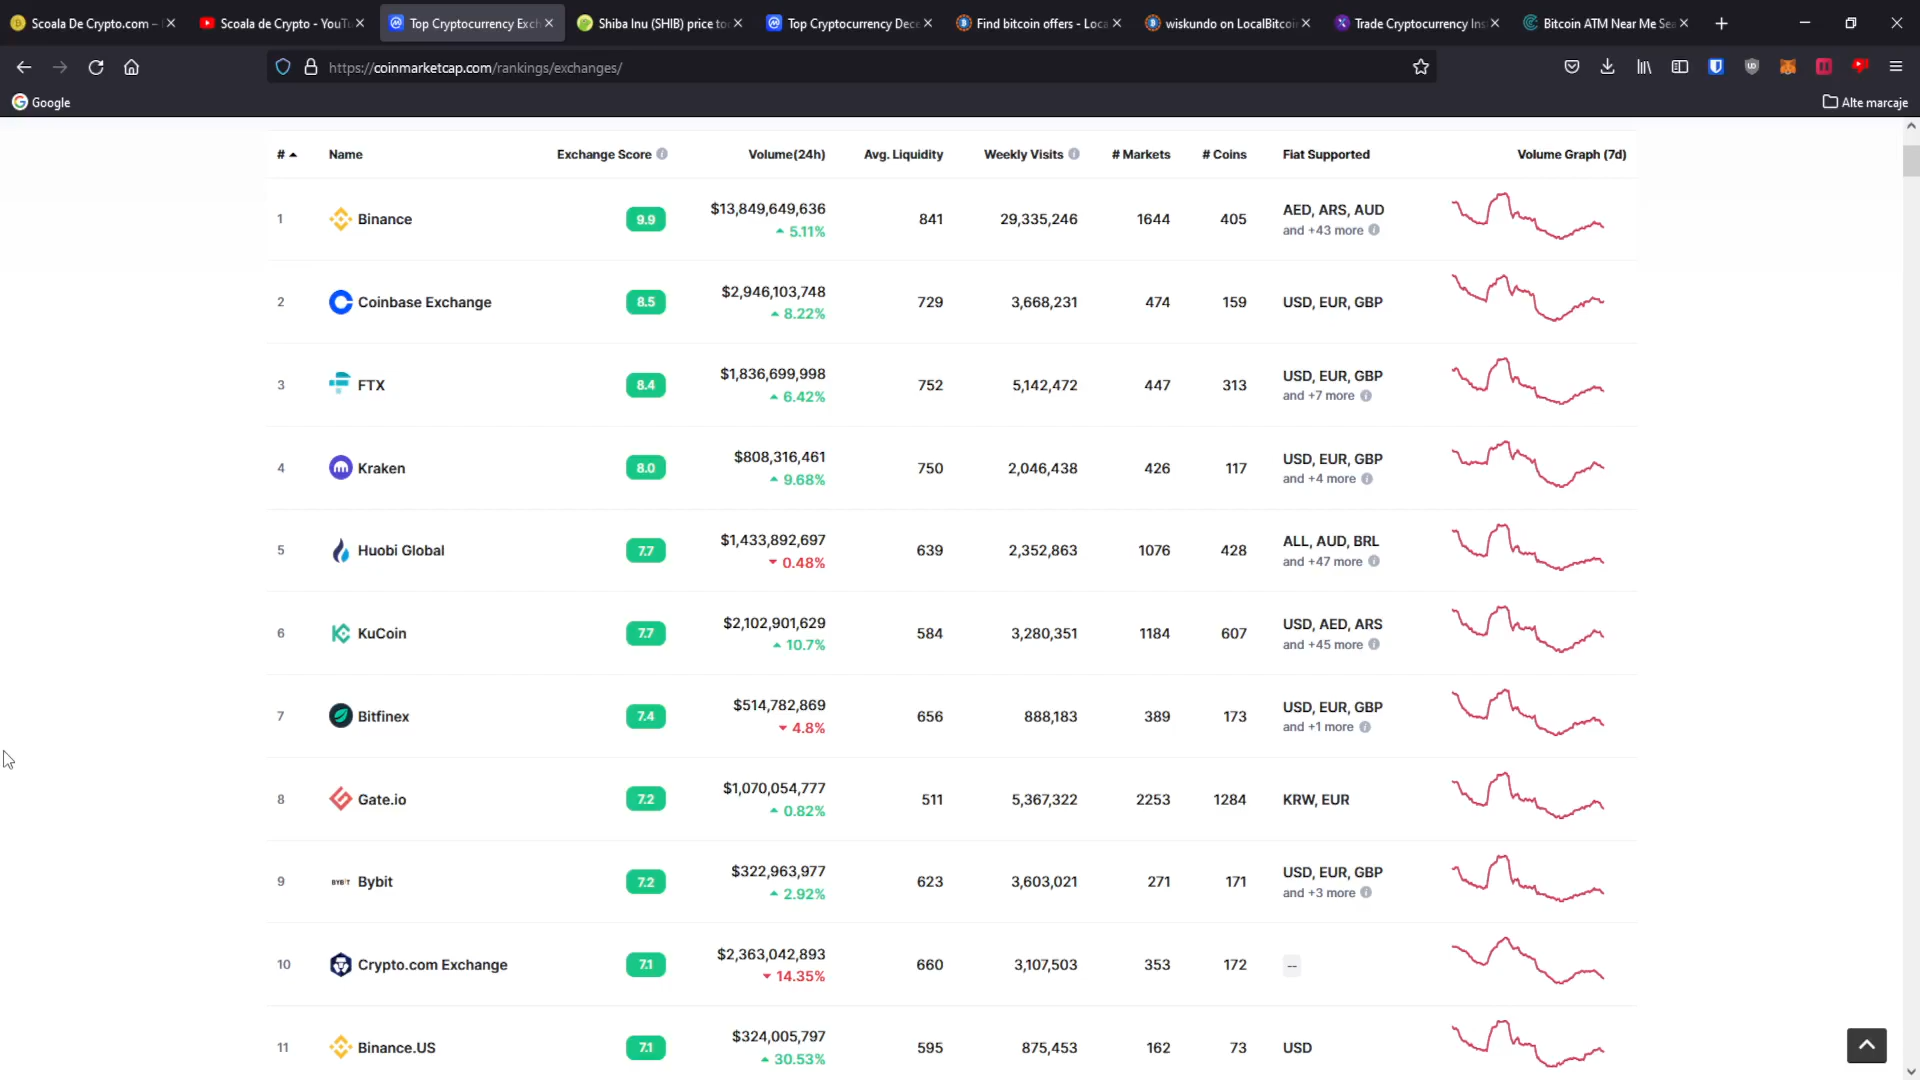 Scoala De Crypto.com –
Scoala de Crypto - YouTu
Top Cryptocurrency Exch
Shiba Inu (SHIB) price to
Top Cryptocurrency Dece
Find bitcoin offers - Loca
wiskundo on LocalBitcoin
Trade Cryptocurrency Ins
Bitcoin ATM Near Me Sea
https://coinmarketcap.com/rankings/exchanges/
Google
Alte marcaje
# Name Exchange Score Volume(24h) Avg. Liquidity Weekly Visits # Markets # Coins Fiat Supported Volume Graph (7d)
1 Binance 9.9 $13,849,649,636 841 29,335,246 1644 405 AED, ARS, AUD
5.11% and +43 more
2 Coinbase Exchange 8.5 $2,946,103,748 729 3,668,231 474 159 USD, EUR, GBP
8.22%
3 FTX 8.4 $1,836,699,998 752 5,142,472 447 313 USD, EUR, GBP
6.42% and +7 more
4 Kraken 8.0 $808,316,461 750 2,046,438 426 117 USD, EUR, GBP
9.68% and +4 more
5 Huobi Global 7.7 $1,433,892,697 639 2,352,863 1076 428 ALL, AUD, BRL
0.48% and +47 more
6 KuCoin 7.7 $2,102,901,629 584 3,280,351 1184 607 USD, AED, ARS
10.7% and +45 more
7 Bitfinex 7.4 $514,782,869 656 888,183 389 173 USD, EUR, GBP
4.8% and +1 more
8 Gate.io 7.2 $1,070,054,777 511 5,367,322 2253 1284 KRW, EUR
0.82%
9 BYBIT Bybit 7.2 $322,963,977 623 3,603,021 271 171 USD, EUR, GBP
2.92% and +3 more
10 Crypto.com Exchange 7.1 $2,363,042,893 660 3,107,503 353 172 --
14.35%
11 Binance.US 7.1 $324,005,797 595 875,453 162 73 USD
30.53%